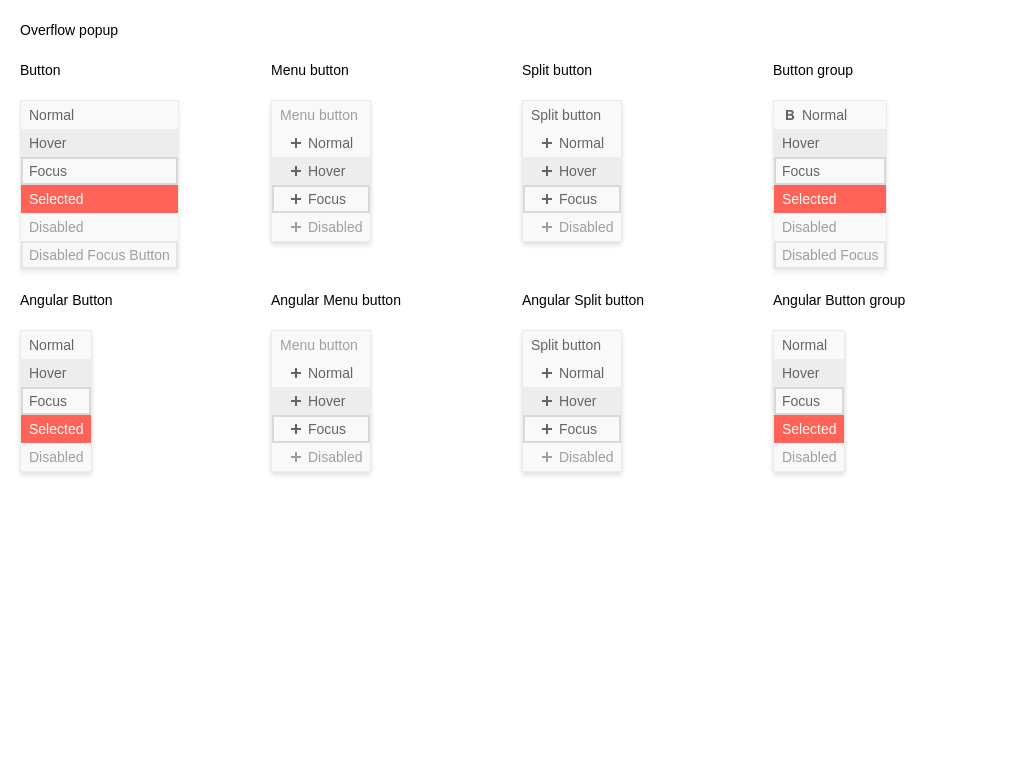 Overflow popup
Button
Normal
Hover
Focus
Selected
Disabled
Disabled Focus Button
Menu button
Menu button
Normal
Hover
Focus
Disabled
Split button
Split button
Normal
Hover
Focus
Disabled
Button group
B Normal
Hover
Focus
Selected
Disabled
Disabled Focus
Angular Button
Normal
Hover
Focus
Selected
Disabled
Angular Menu button
Menu button
Normal
Hover
Focus
Disabled
Angular Split button
Split button
Normal
Hover
Focus
Disabled
Angular Button group
Normal
Hover
Focus
Selected
Disabled